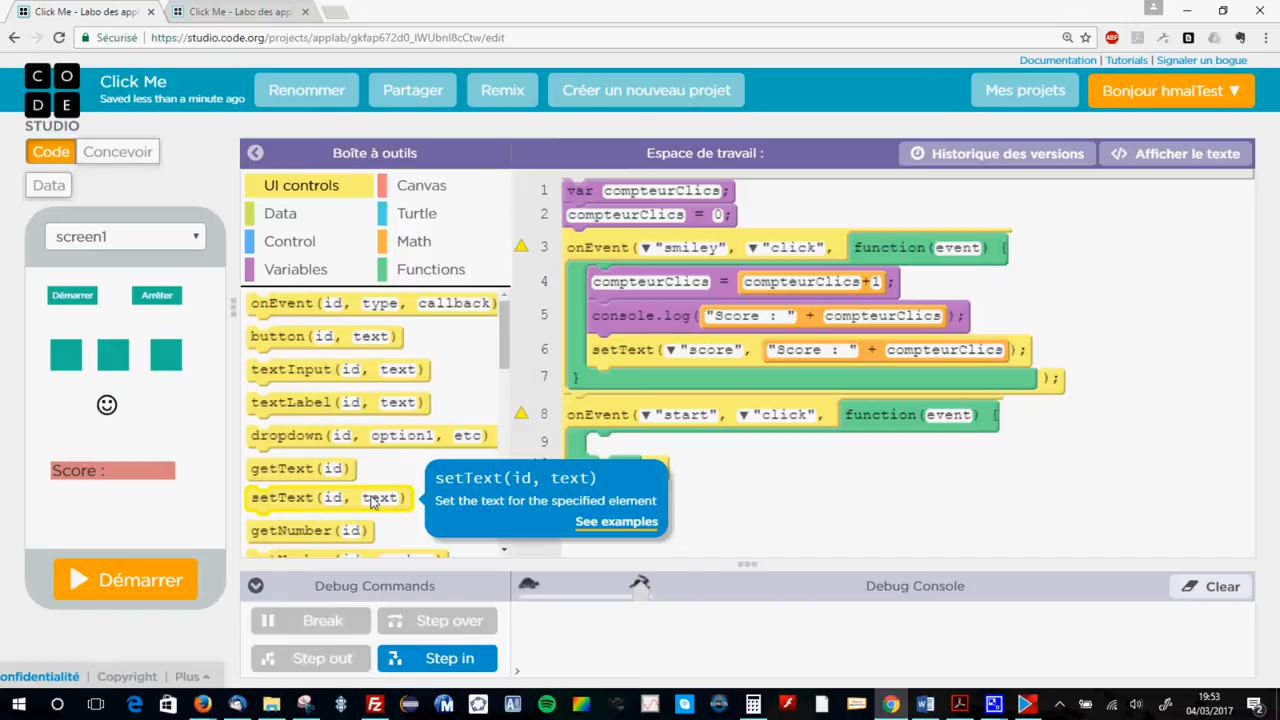 Click Me - Labo des appl
Click Me - Labo des appl
Sécurisé
https://studio.code.org/projects/applab/gkfap672d0_IWUbnI8cCtw/edit
Documentation | Tutorials | Signaler un bogue
C O
D E
STUDIO
Click Me
Saved less than a minute ago
Renommer
Partager
Remix
Créer un nouveau projet
Mes projets
Bonjour hmalTest ▼
Code
Concevoir
Data
Boîte à outils
Espace de travail :
Historique des versions
</> Afficher le texte
UI controls
Canvas
Data
Turtle
Control
Math
Variables
Functions
onEvent(id, type, callback)
button(id, text)
textInput(id, text)
textLabel(id, text)
dropdown(id, option1, etc)
getText(id)
setText(id, text)
getNumber(id)
1 var compteurClics;
2 compteurClics = 0;
3 onEvent(▼"smiley", ▼"click", function(event) {
4 compteurClics = compteurClics+1;
5 console.log("Score : " + compteurClics);
6 setText(▼"score", "Score : " + compteurClics);
7 } );
8 onEvent(▼"start", ▼"click", function(event) {
9
setText(id, text)
Set the text for the specified element
See examples
screen1
Démarrer
Arrêter
Score :
Démarrer
Debug Commands
Debug Console
Clear
Break
Step over
Step out
Step in
>
onfidentialité | Copyright | Plus
19:53
04/03/2017